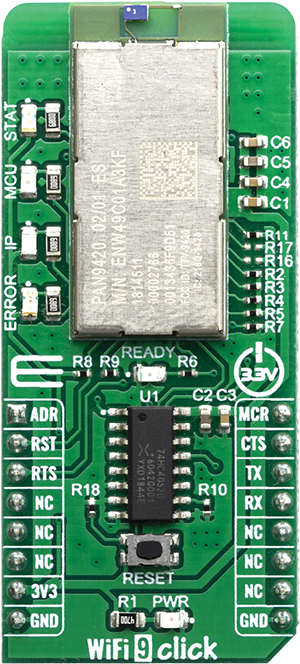 STAT
MCU
IP
ERROR
PAN9420 02/01 ES
M/N: ENW49C01A3KF
C6
C5
C4
C1
R11
R17
R16
R2
R3
R4
R5
R7
READY
R8 R9 R6
U1
C2 C3
3.3V
ADR
RST
RTS
NC
NC
NC
3V3
GND
74HC4052D
R18
R10
MCR
CTS
TX
RX
NC
NC
NC
GND
RESET
R1 PWR
WiFi 9 click